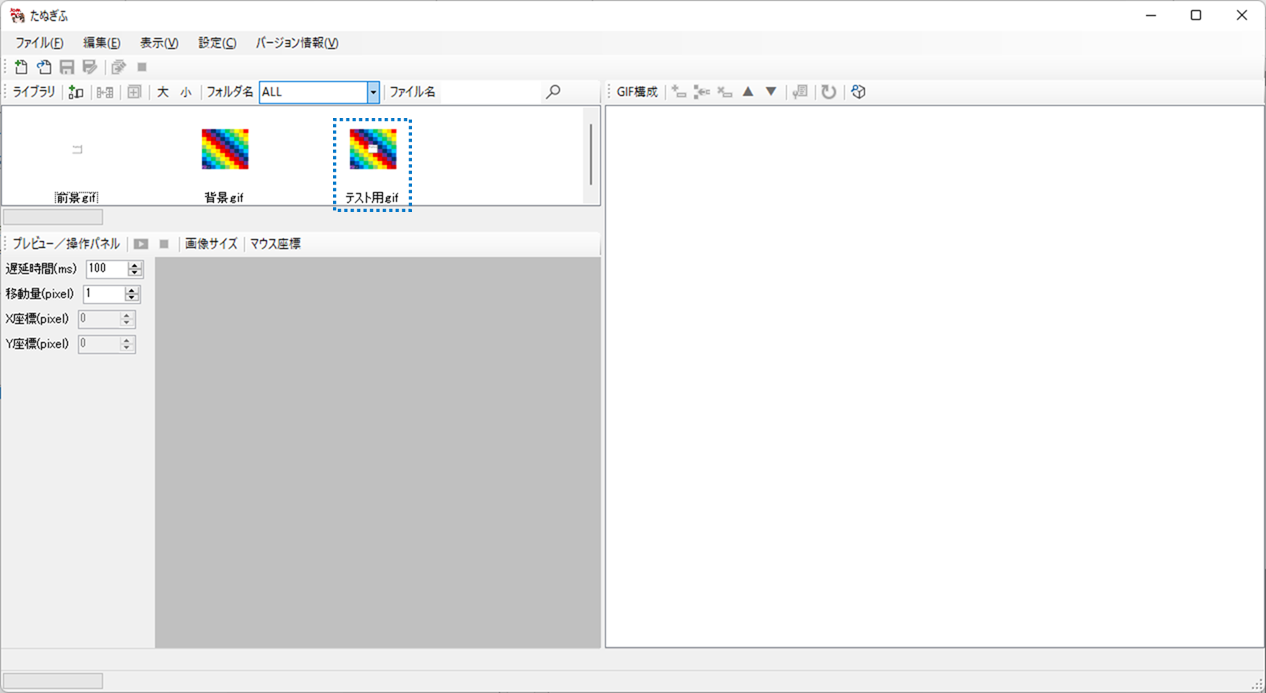 たぬぎふ
ファイル(F) 編集(E) 表示(V) 設定(C) バージョン情報(V)
ライブラリ 大 小 フォルダ名 ALL ファイル名
GIF構成
前景.gif 背景.gif テスト用.gif
プレビュー／操作パネル 画像サイズ マウス座標
遅延時間(ms) 100
移動量(pixel) 1
X座標(pixel) 0
Y座標(pixel) 0